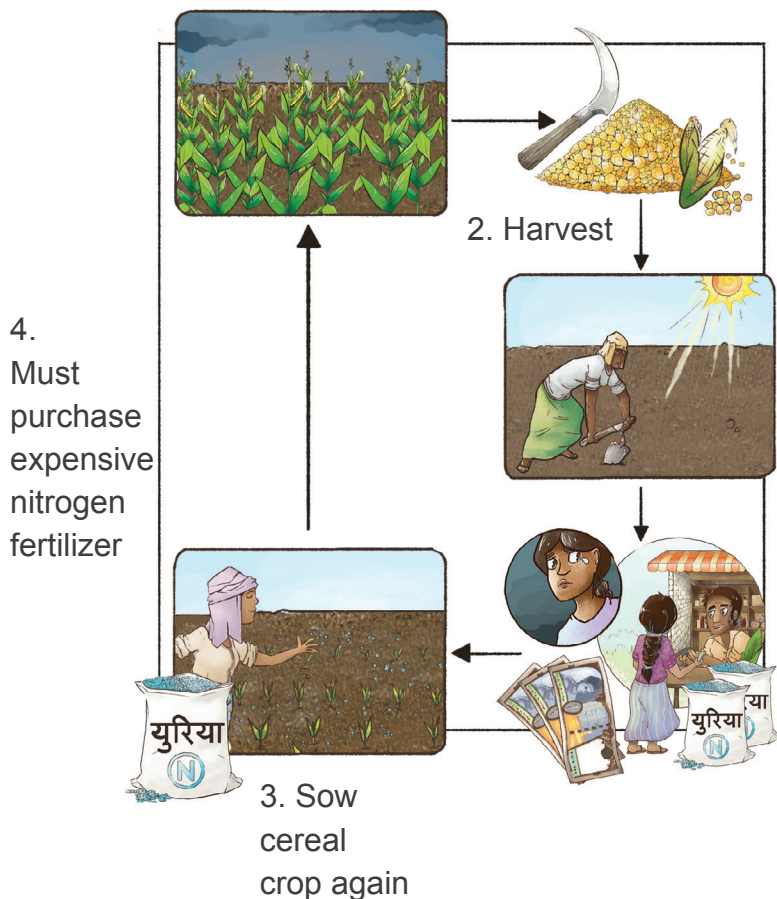 2. Harvest
4.
Must
purchase
expensive
nitrogen
fertilizer
युरिया
N
युरिया
N
युरिया
3. Sow
cereal
crop again